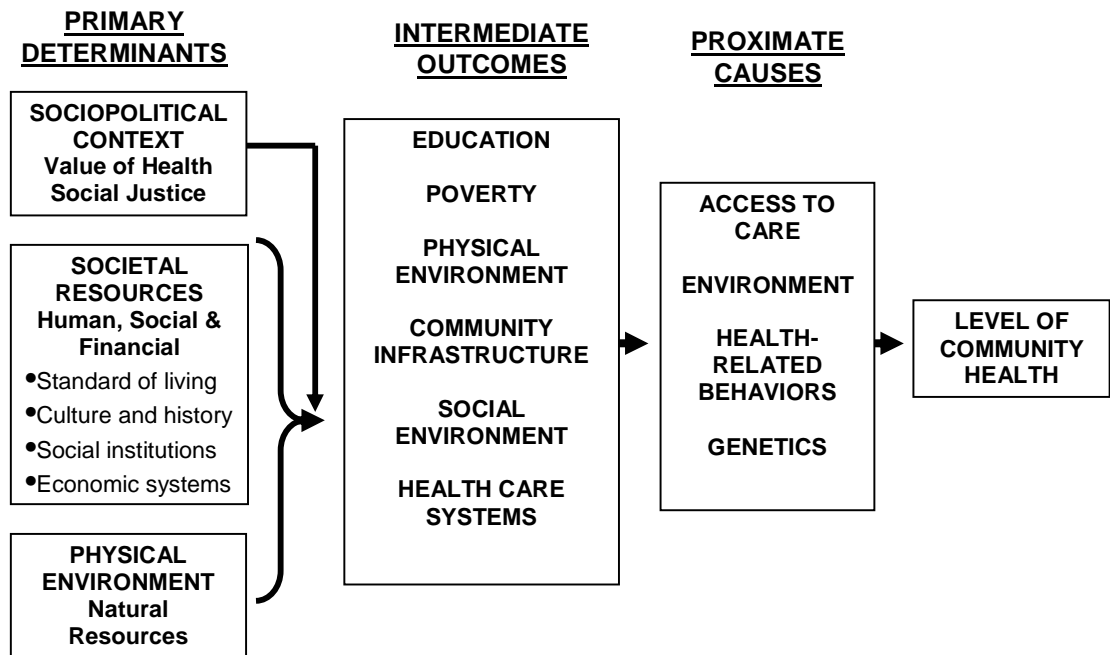 PRIMARY
DETERMINANTS
SOCIOPOLITICAL
CONTEXT
Value of Health
Social Justice
SOCIETAL
RESOURCES
Human, Social &
Financial
•Standard of living
•Culture and history
•Social institutions
•Economic systems
PHYSICAL
ENVIRONMENT
Natural
Resources
INTERMEDIATE
OUTCOMES
EDUCATION
POVERTY
PHYSICAL
ENVIRONMENT
COMMUNITY
INFRASTRUCTURE
SOCIAL
ENVIRONMENT
HEALTH CARE
SYSTEMS
PROXIMATE
CAUSES
ACCESS TO
CARE
ENVIRONMENT
HEALTH-
RELATED
BEHAVIORS
GENETICS
LEVEL OF
COMMUNITY
HEALTH